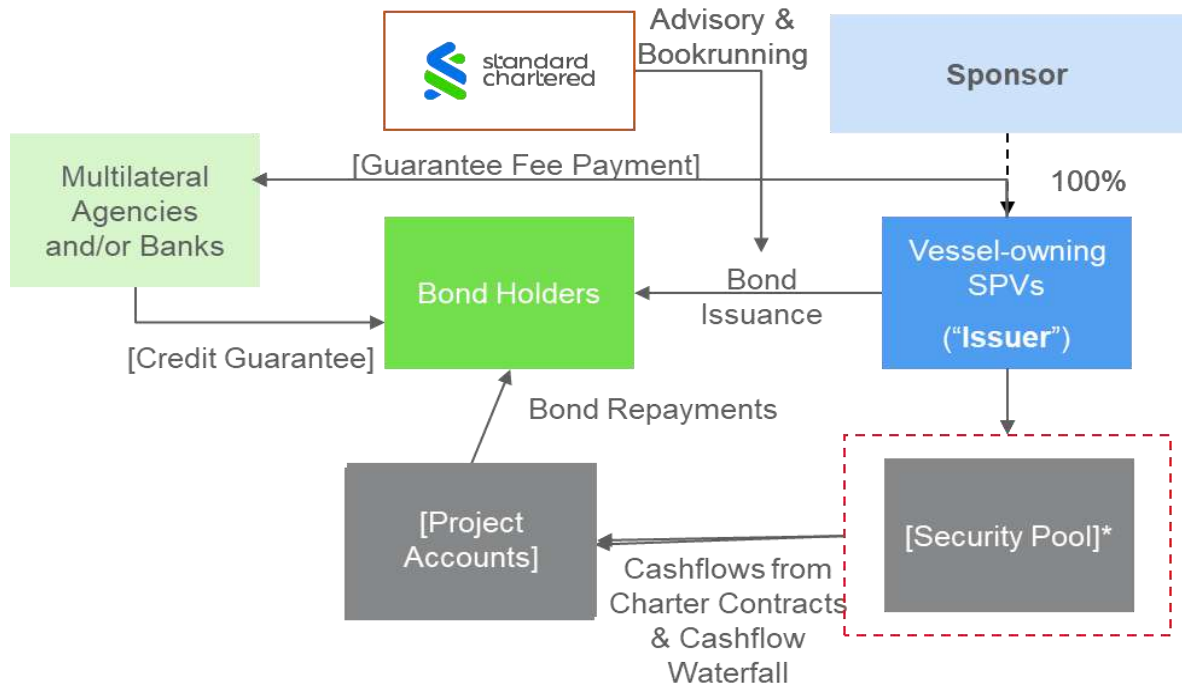 Advisory &
Bookrunning
standard
chartered
Sponsor
[Guarantee Fee Payment]
100%
Multilateral
Agencies
and/or Banks
Bond Holders
Bond
Issuance
Vessel-owning
SPVs
(“Issuer”)
[Credit Guarantee]
Bond Repayments
[Project
Accounts]
[Security Pool]*
Cashflows from
Charter Contracts
& Cashflow
Waterfall